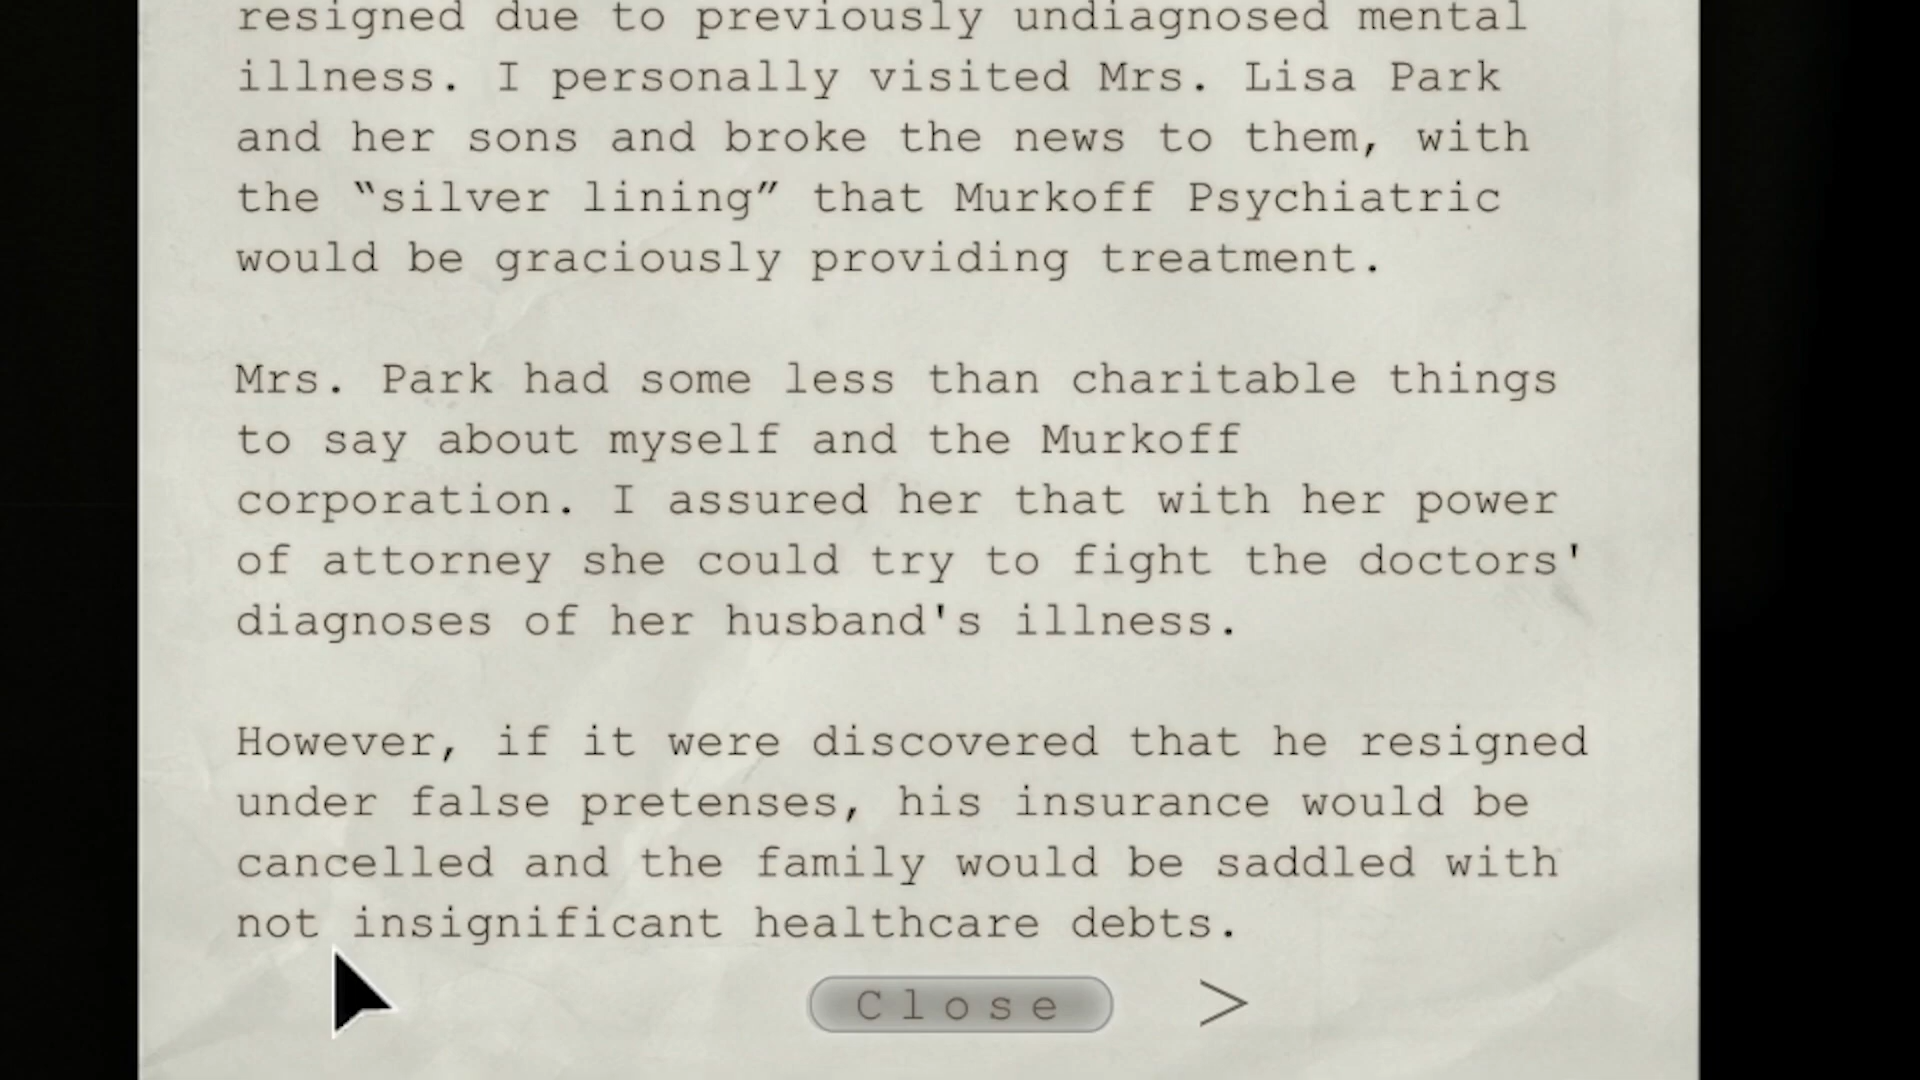 resigned due to previously undiagnosed mental
illness. I personally visited Mrs. Lisa Park
and her sons and broke the news to them, with
the “silver lining” that Murkoff Psychiatric
would be graciously providing treatment.
Mrs. Park had some less than charitable things
to say about myself and the Murkoff
corporation. I assured her that with her power
of attorney she could try to fight the doctors'
diagnoses of her husband's illness.
However, if it were discovered that he resigned
under false pretenses, his insurance would be
cancelled and the family would be saddled with
not insignificant healthcare debts.
Close >